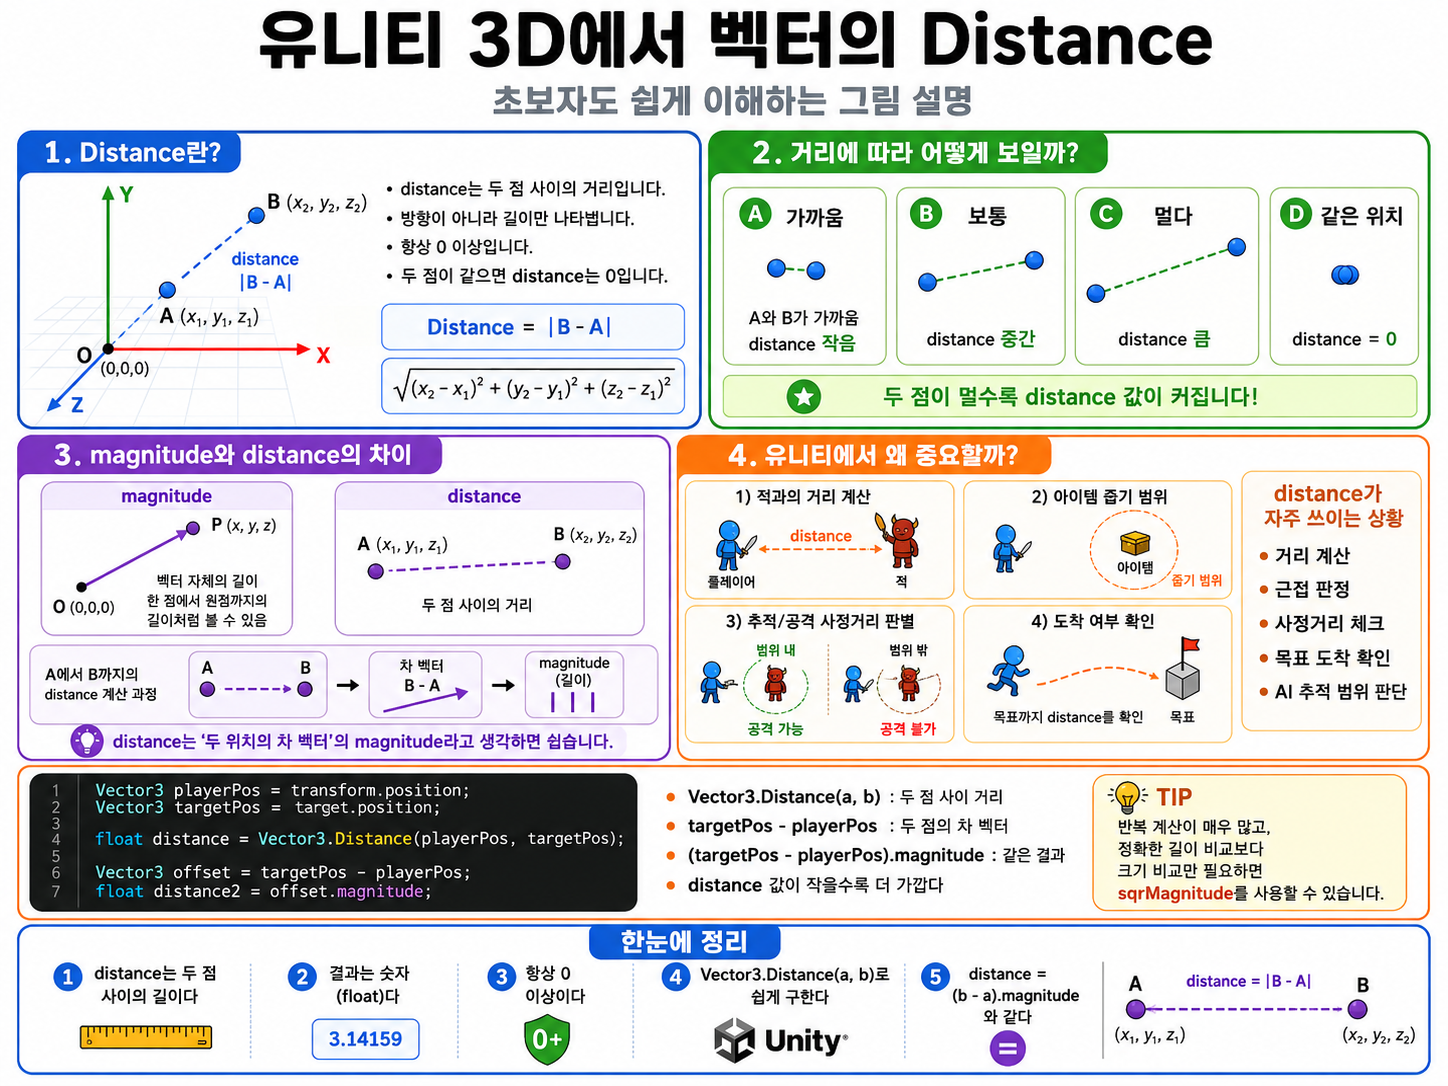 유니티 3D에서 벡터의 Distance
초보자도 쉽게 이해하는 그림 설명
1. Distance란?
Y
B (x₂, y₂, z₂)
distance
|B - A|
A (x₁, y₁, z₁)
O
(0,0,0)
X
Z
• distance는 두 점 사이의 거리입니다.
• 방향이 아니라 길이만 나타냅니다.
• 항상 0 이상입니다.
• 두 점이 같으면 distance는 0입니다.
Distance = |B - A|
√(x₂ - x₁)² + (y₂ - y₁)² + (z₂ - z₁)²
2. 거리에 따라 어떻게 보일까?
A 가까움
A와 B가 가까움
distance 작음
B 보통
distance 중간
C 멀다
distance 큼
D 같은 위치
distance = 0
두 점이 멀수록 distance 값이 커집니다!
3. magnitude와 distance의 차이
magnitude
P (x, y, z)
O (0,0,0)
벡터 자체의 길이
한 점에서 원점까지의
길이처럼 볼 수 있음
distance
A (x₁, y₁, z₁)
B (x₂, y₂, z₂)
두 점 사이의 거리
A에서 B까지의
distance 계산 과정
A
B
차 벡터
B - A
magnitude
(길이)
distance는 ‘두 위치의 차 벡터’의 magnitude라고 생각하면 쉽습니다.
4. 유니티에서 왜 중요할까?
1) 적과의 거리 계산
distance
플레이어
적
2) 아이템 줍기 범위
아이템
줍기 범위
3) 추적/공격 사정거리 판별
범위 내
공격 가능
범위 밖
공격 불가
4) 도착 여부 확인
목표까지 distance를 확인
목표
distance가
자주 쓰이는 상황
• 거리 계산
• 근접 판정
• 사정거리 체크
• 목표 도착 확인
• AI 추적 범위 판단
1 Vector3 playerPos = transform.position;
2 Vector3 targetPos = target.position;
3
4 float distance = Vector3.Distance(playerPos, targetPos);
5
6 Vector3 offset = targetPos - playerPos;
7 float distance2 = offset.magnitude;
• Vector3.Distance(a, b) : 두 점 사이 거리
• targetPos - playerPos : 두 점의 차 벡터
• (targetPos - playerPos).magnitude : 같은 결과
• distance 값이 작을수록 더 가깝다
TIP
반복 계산이 매우 많고,
정확한 길이 비교보다
크기 비교만 필요하면
sqrMagnitude를 사용할 수 있습니다.
한눈에 정리
1 distance는 두 점
사이의 길이다
2 결과는 숫자
(float)다
3.14159
3 항상 0
이상이다
0+
4 Vector3.Distance(a, b)로
쉽게 구한다
Unity
5 distance =
(b - a).magnitude
와 같다
=
A
distance = |B - A|
B
(x₁, y₁, z₁)
(x₂, y₂, z₂)